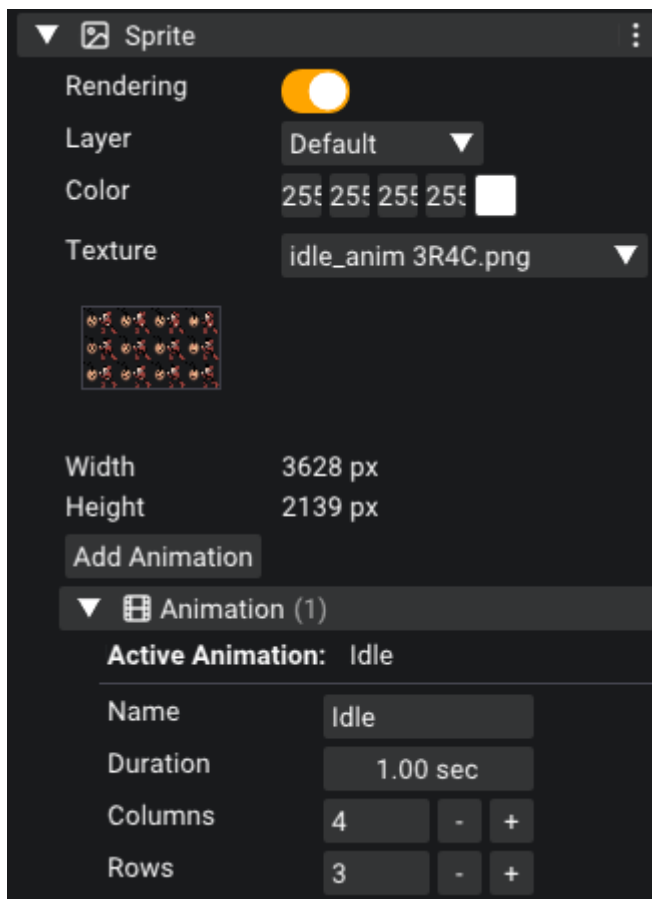 Sprite
Rendering
Layer Default
Color 255 255 255 255
Texture idle_anim 3R4C.png
Width 3628 px
Height 2139 px
Add Animation
Animation (1)
Active Animation: Idle
Name Idle
Duration 1.00 sec
Columns 4 - +
Rows 3 - +